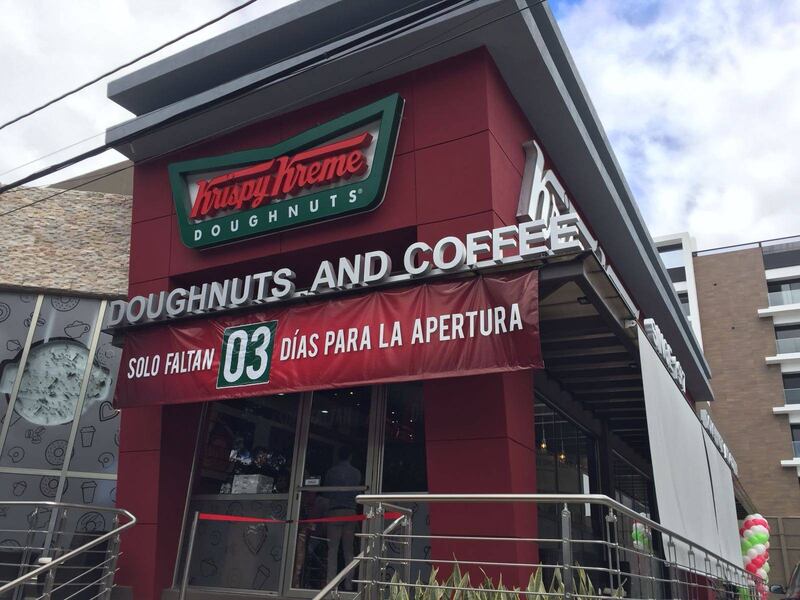 Krispy Kreme
DOUGHNUTS
DOUGHNUTS AND COFFEE
SOLO FALTAN 03 DÍAS PARA LA APERTURA